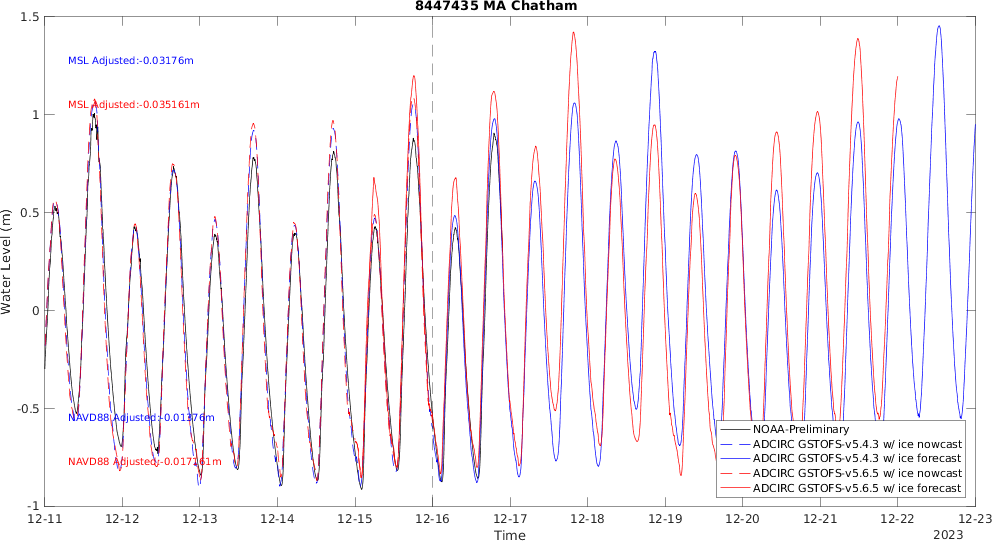 8447435 MA Chatham
1.5
MSL Adjusted:-0.03176m
MSL Adjusted:-0.035161m
1
0.5
Water Level (m)
0
-0.5
NAVD88 Adjusted:-0.01376m
NAVD88 Adjusted:-0.017161m
-1
NOAA-Preliminary
ADCIRC GSTOFS-v5.4.3 w/ ice nowcast
ADCIRC GSTOFS-v5.4.3 w/ ice forecast
ADCIRC GSTOFS-v5.6.5 w/ ice nowcast
ADCIRC GSTOFS-v5.6.5 w/ ice forecast
12-11 12-12 12-13 12-14 12-15 12-16 12-17 12-18 12-19 12-20 12-21 12-22 12-23
Time
2023